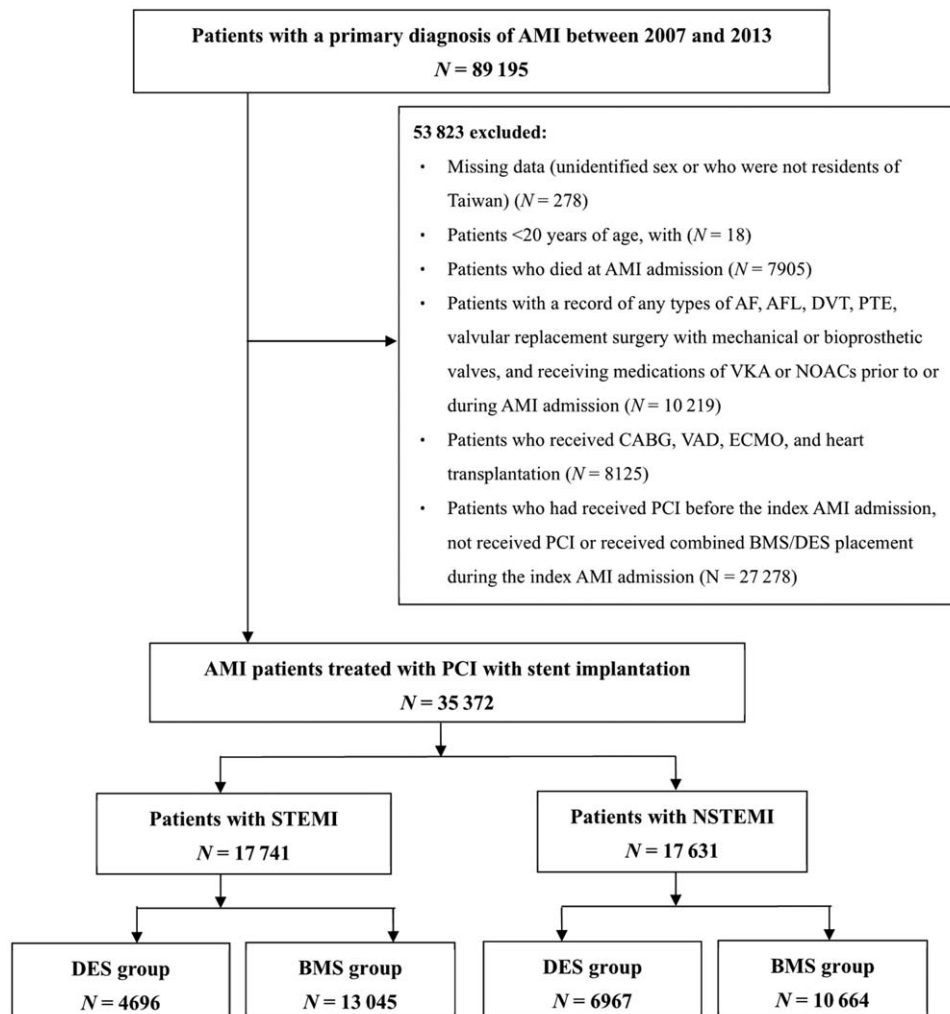 Patients with a primary diagnosis of AMI between 2007 and 2013
N = 89 195
53 823 excluded:
· Missing data (unidentified sex or who were not residents of
Taiwan) (N = 278)
· Patients <20 years of age, with (N = 18)
· Patients who died at AMI admission (N = 7905)
· Patients with a record of any types of AF, AFL, DVT, PTE,
valvular replacement surgery with mechanical or bioprosthetic
valves, and receiving medications of VKA or NOACs prior to or
during AMI admission (N = 10 219)
· Patients who received CABG, VAD, ECMO, and heart
transplantation (N = 8125)
· Patients who had received PCI before the index AMI admission,
not received PCI or received combined BMS/DES placement
during the index AMI admission (N = 27 278)
AMI patients treated with PCI with stent implantation
N = 35 372
Patients with STEMI
N = 17 741
Patients with NSTEMI
N = 17 631
DES group
N = 4696
BMS group
N = 13 045
DES group
N = 6967
BMS group
N = 10 664